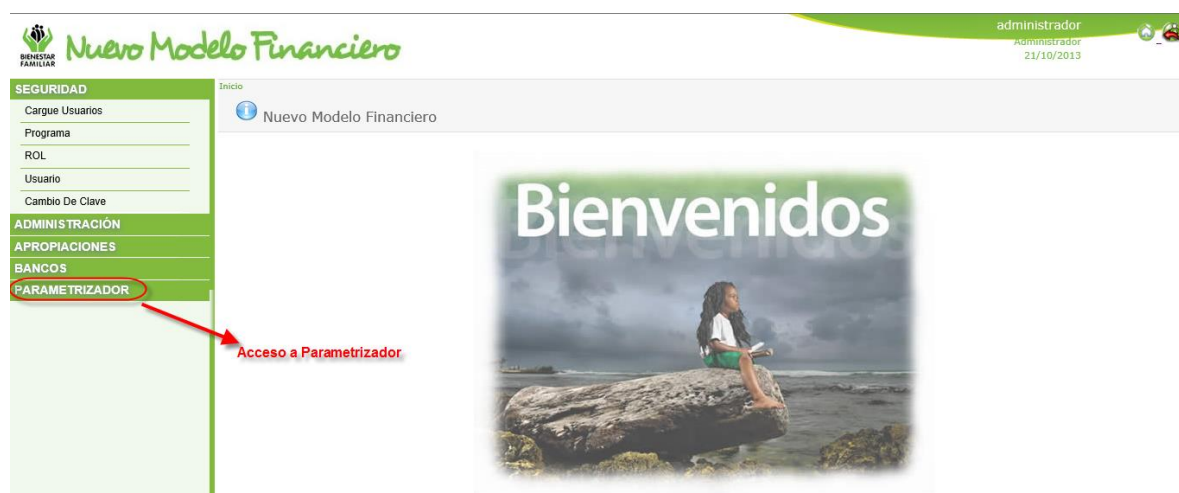 BIENESTAR
FAMILIAR
Nuevo Modelo Financiero
administrador
Administrador
21/10/2013
SEGURIDAD
Cargue Usuarios
Programa
ROL
Usuario
Cambio De Clave
ADMINISTRACIÓN
APROPIACIONES
BANCOS
PARAMETRIZADOR
Inicio
Nuevo Modelo Financiero
Bienvenidos
Acceso a Parametrizador